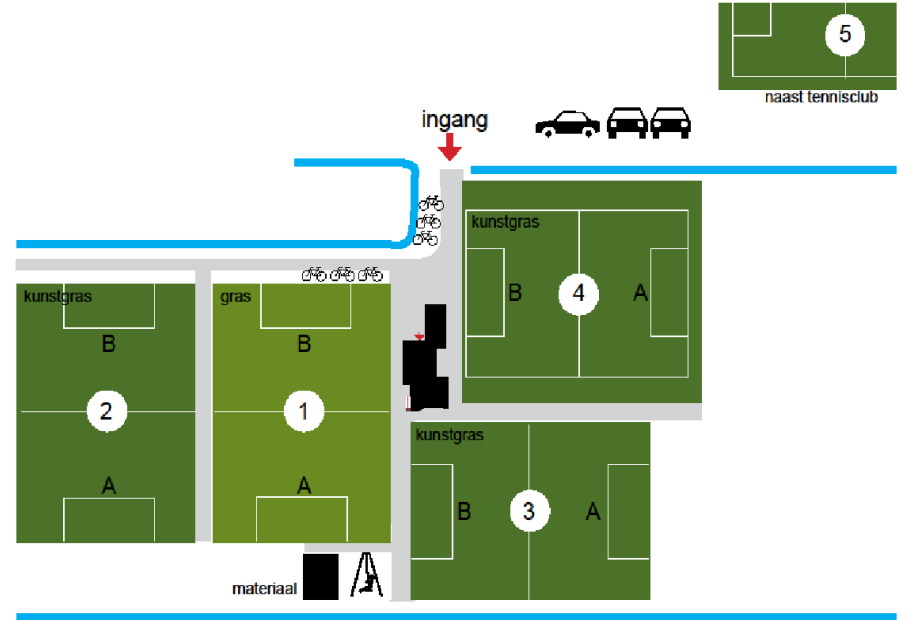 5
naast tennisclub
ingang
kunstgras
B 4 A
kunstgras
B
2
A
gras
B
1
A
kunstgras
B 3 A
materiaal